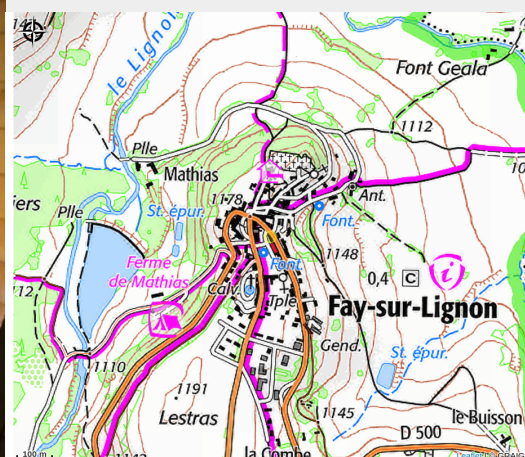 le Lignon
Font Geala
1112
Plle
Mathias
Ant.
1178
iers
Plle
St. épur.
Font.
1148
Ferme
de Mathias
Font.
0,4 C
Calv.
Tple
Fay-sur-Lignon
Gend.
St. épur.
1110
1191
Lestras
1145
le Buisson
D 500
la Combe
100 m